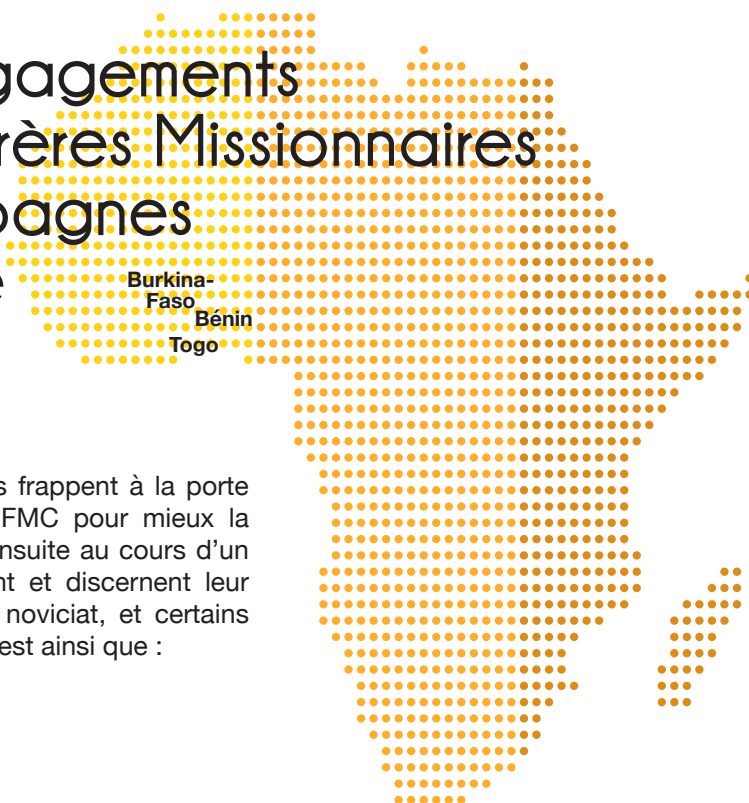 gagements
rères Missionnaires
pagnes
e
Burkina-
Faso
Bénin
Togo
s frappent à la porte
FMC pour mieux la
nsuite au cours d’un
nt et discernent leur
noviciat, et certains
est ainsi que :